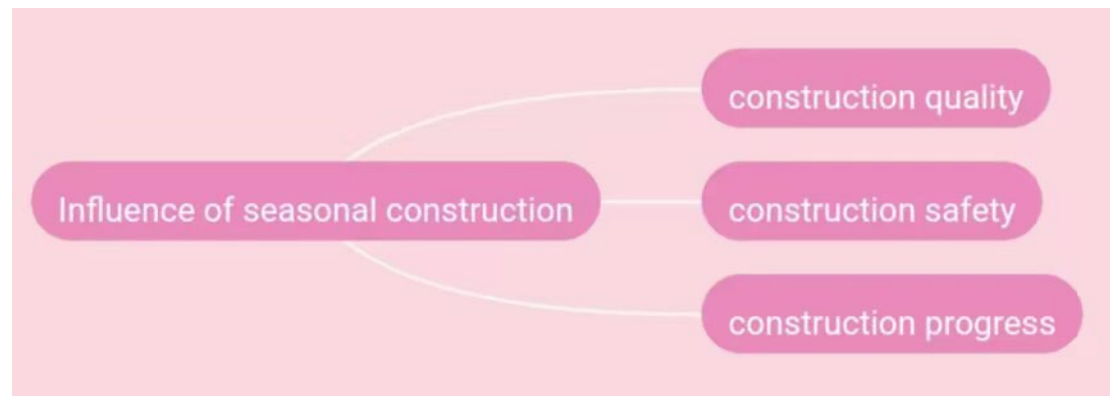 construction quality
Influence of seasonal construction
construction safety
construction progress